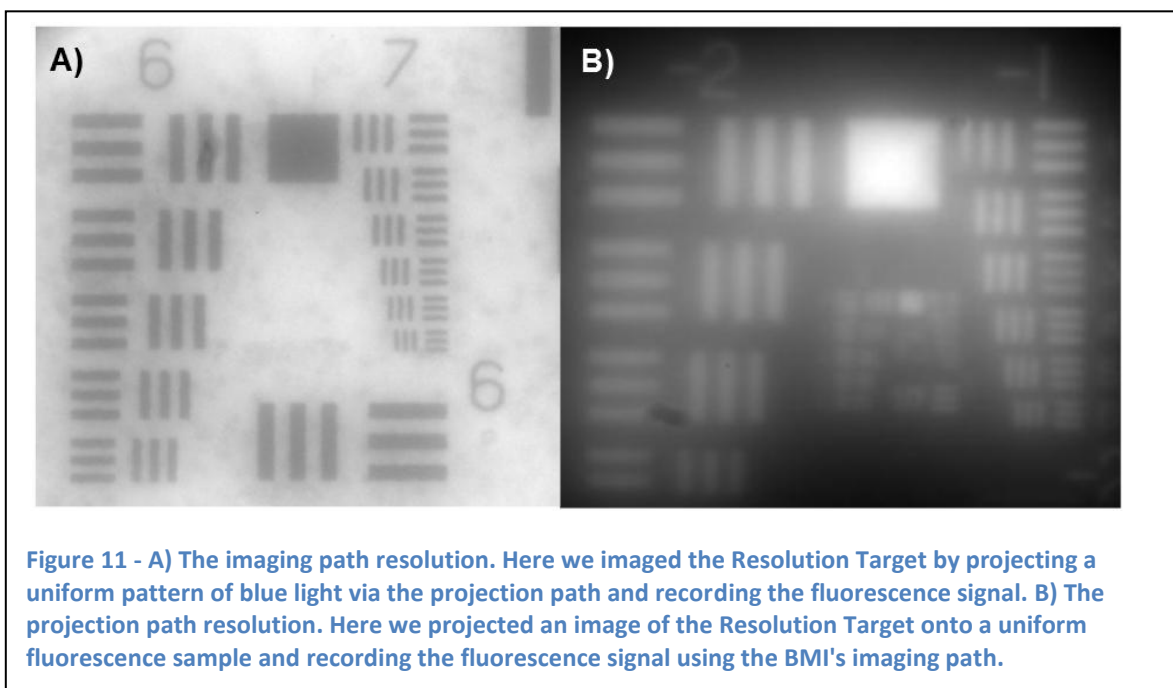 A)
6
7
6
B)
-2
-1
Figure 11 - A) The imaging path resolution. Here we imaged the Resolution Target by projecting a
uniform pattern of blue light via the projection path and recording the fluorescence signal. B) The
projection path resolution. Here we projected an image of the Resolution Target onto a uniform
fluorescence sample and recording the fluorescence signal using the BMI's imaging path.